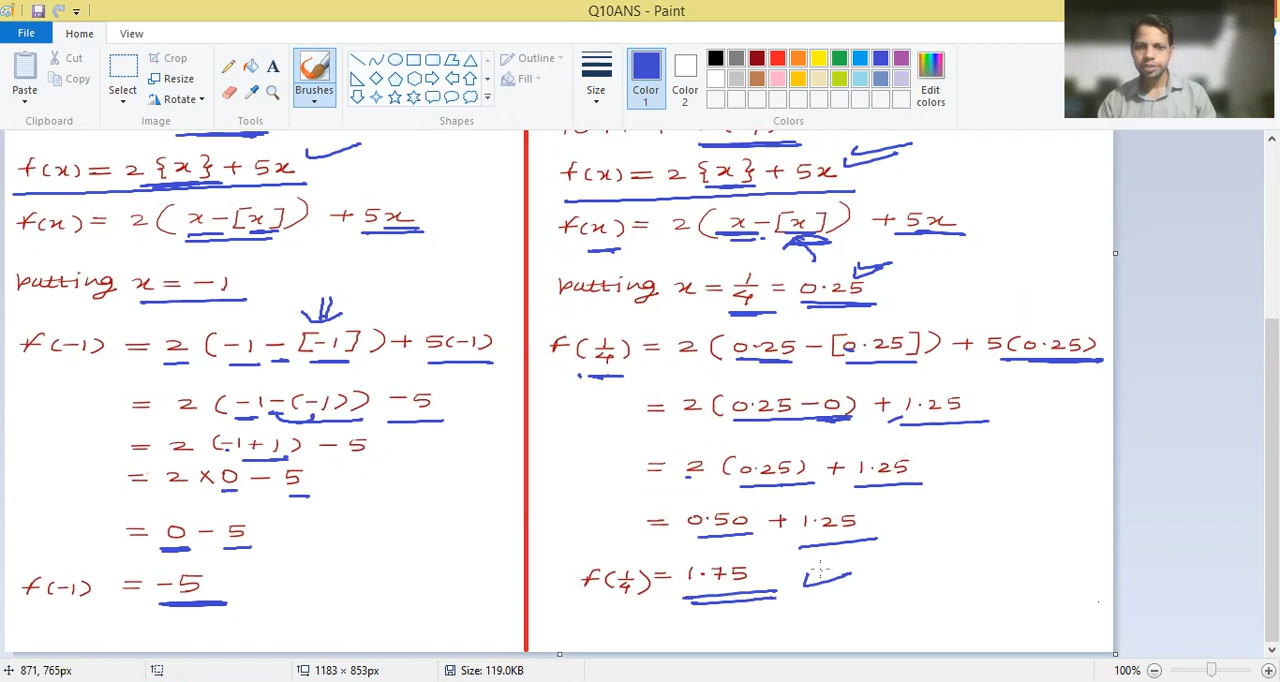 Q10ANS - Paint
File Home View
Paste
Cut
Copy
Clipboard
Select
Crop
Resize
Rotate
Image
A
Tools
Brushes
Shapes
Outline
Fill
Size
Color 1
Color 2
Edit colors
Colors
f(x) = 2 {x} + 5x
f(x) = 2 (x - [x]) + 5x
putting x = -1
f(-1) = 2 (-1 - [-1]) + 5(-1)
= 2 (-1 - (-1)) - 5
= 2 (-1 + 1) - 5
= 2 × 0 - 5
= 0 - 5
f(-1) = -5
f(x) = 2 {x} + 5x
f(x) = 2 (x - [x]) + 5x
putting x = 1/4 = 0.25
f(1/4) = 2 (0.25 - [0.25]) + 5(0.25)
= 2 (0.25 - 0) + 1.25
= 2 (0.25) + 1.25
= 0.50 + 1.25
f(1/4) = 1.75
871, 765px
1183 × 853px
Size: 119.0KB
100%